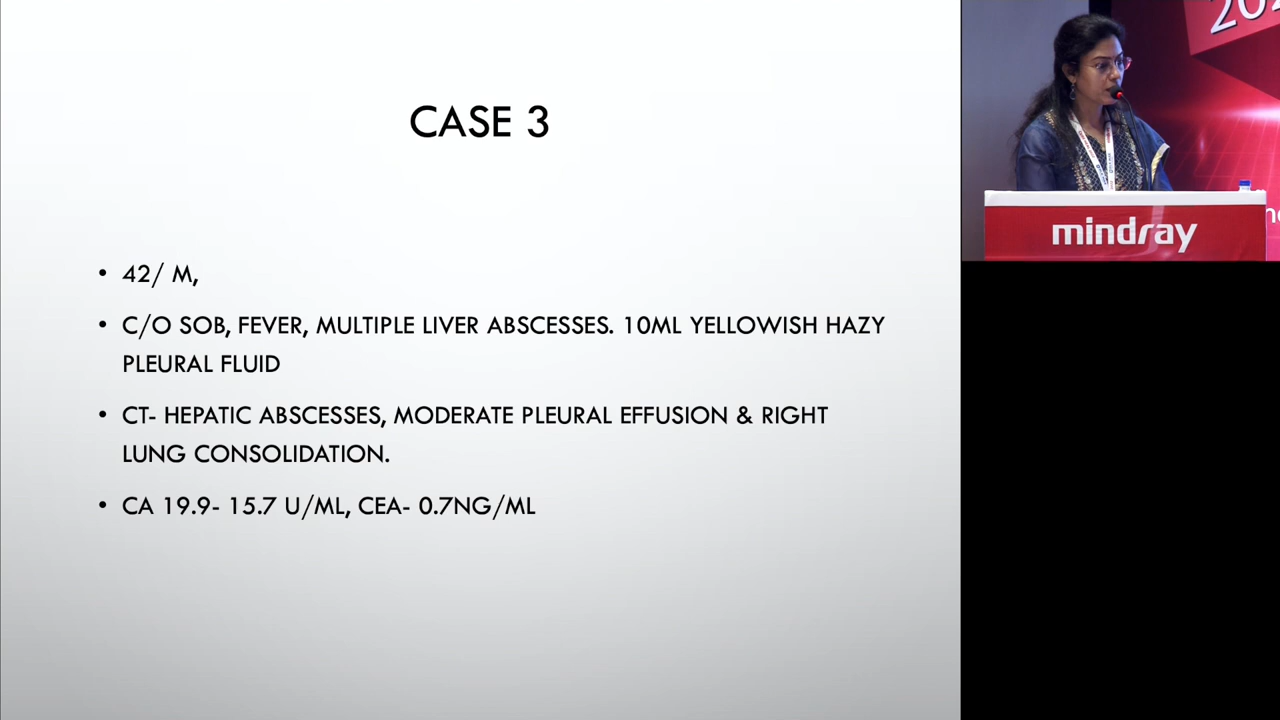 CASE 3
• 42/ M,
• C/O SOB, FEVER, MULTIPLE LIVER ABSCESSES. 10ML YELLOWISH HAZY
PLEURAL FLUID
• CT- HEPATIC ABSCESSES, MODERATE PLEURAL EFFUSION & RIGHT
LUNG CONSOLIDATION.
• CA 19.9- 15.7 U/ML, CEA- 0.7NG/ML
mindray